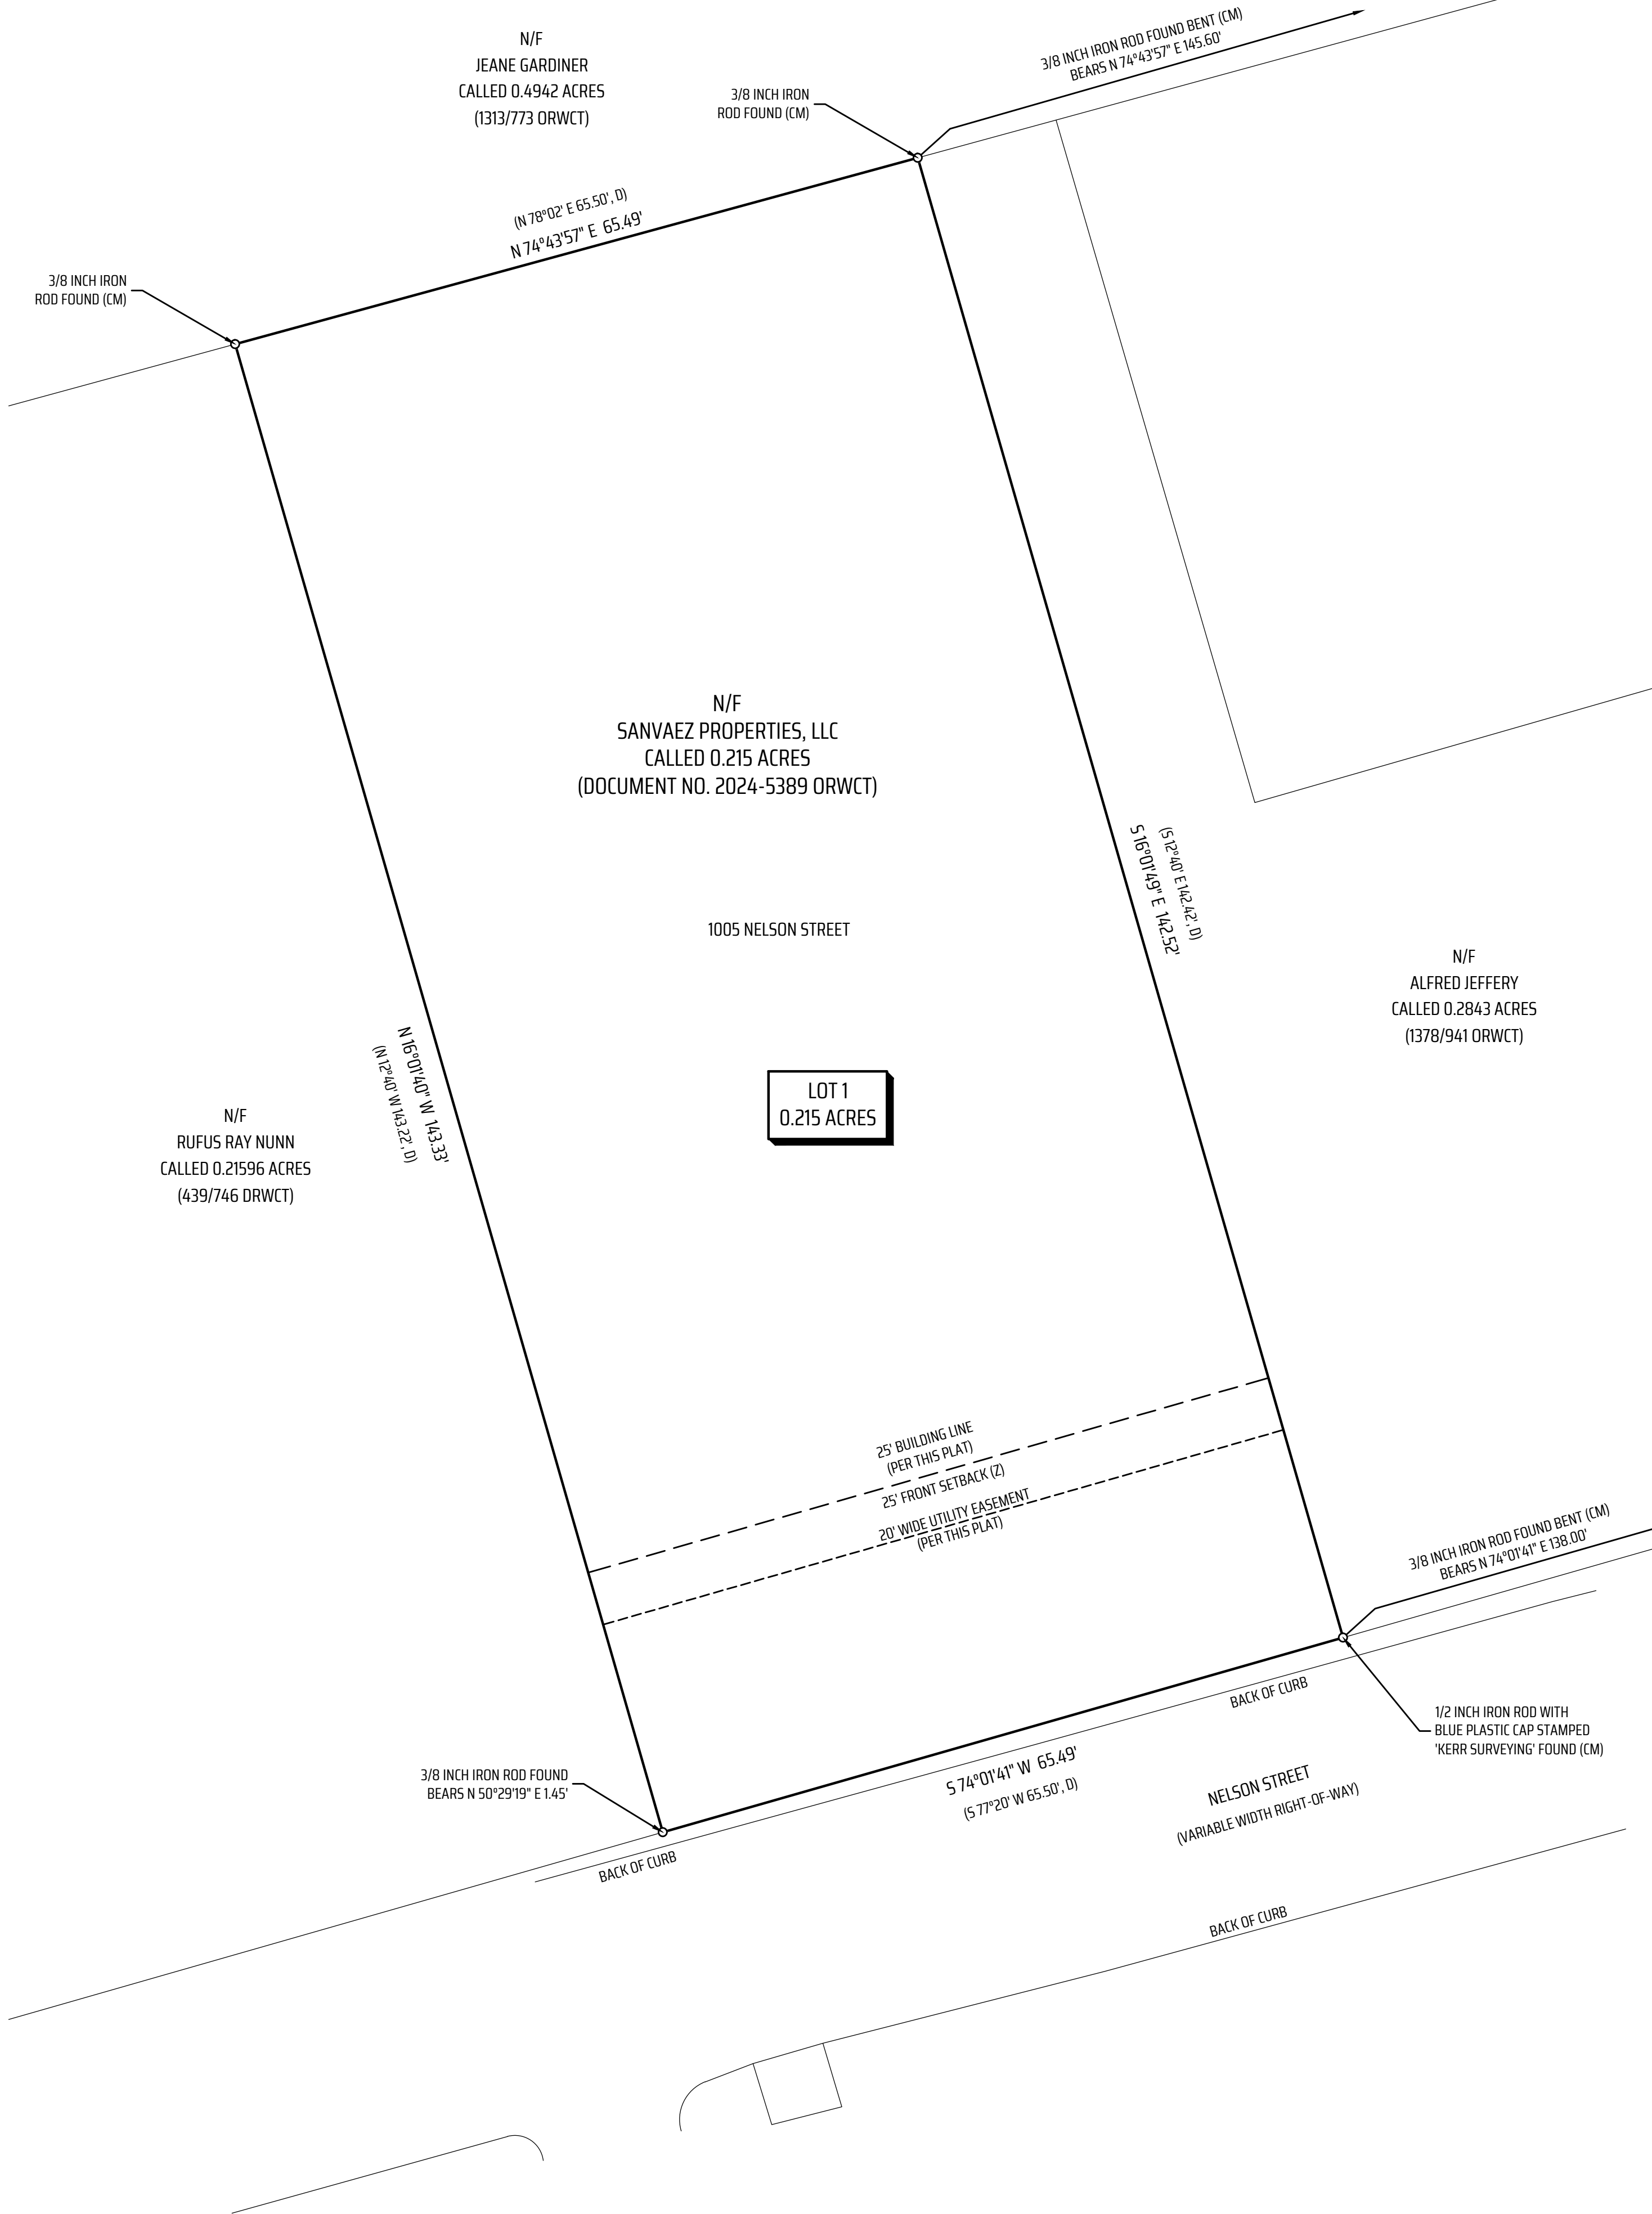 N/F
JEANE GARDINER
CALLED 0.4942 ACRES
(1313/773 ORWCT)
3/8 INCH IRON
ROD FOUND (CM)
3/8 INCH IRON ROD FOUND BENT (CM)
BEARS N 74°43'57" E 145.60'
(N 78°02' E 65.50', D)
N 74°43'57" E 65.49'
3/8 INCH IRON
ROD FOUND (CM)
N/F
SANVAEZ PROPERTIES, LLC
CALLED 0.215 ACRES
(DOCUMENT NO. 2024-5389 ORWCT)
1005 NELSON STREET
(S 12°40' E 142.42', D)
S 16°01'49" E 142.52'
N/F
ALFRED JEFFERY
CALLED 0.2843 ACRES
(1378/941 ORWCT)
N 16°01'40" W 143.33'
(N 12°40' W 143.22', D)
LOT 1
0.215 ACRES
N/F
RUFUS RAY NUNN
CALLED 0.21596 ACRES
(439/746 DRWCT)
25' BUILDING LINE
(PER THIS PLAT)
25' FRONT SETBACK (Z)
20' WIDE UTILITY EASEMENT
(PER THIS PLAT)
3/8 INCH IRON ROD FOUND BENT (CM)
BEARS N 74°01'41" E 138.00'
BACK OF CURB
1/2 INCH IRON ROD WITH
BLUE PLASTIC CAP STAMPED
'KERR SURVEYING' FOUND (CM)
3/8 INCH IRON ROD FOUND
BEARS N 50°29'19" E 1.45'
S 74°01'41" W 65.49'
(S 77°20' W 65.50', D)
NELSON STREET
(VARIABLE WIDTH RIGHT-OF-WAY)
BACK OF CURB
BACK OF CURB